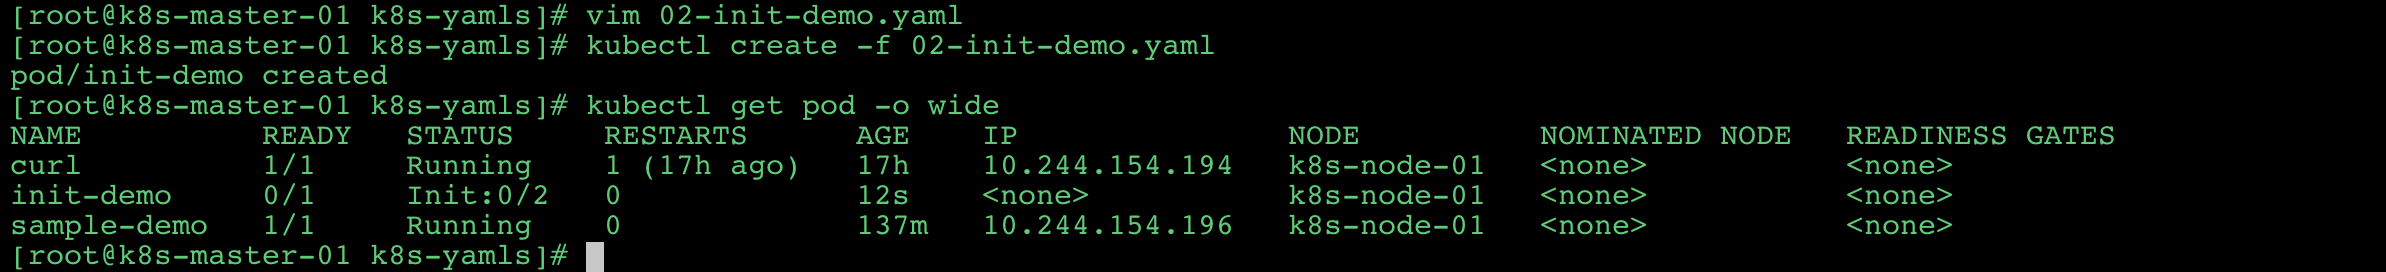 [root@k8s-master-01 k8s-yamls]# vim 02-init-demo.yaml
[root@k8s-master-01 k8s-yamls]# kubectl create -f 02-init-demo.yaml
pod/init-demo created
[root@k8s-master-01 k8s-yamls]# kubectl get pod -o wide
NAME          READY   STATUS     RESTARTS      AGE    IP               NODE          NOMINATED NODE   READINESS GATES
curl          1/1     Running    1 (17h ago)   17h    10.244.154.194   k8s-node-01   <none>           <none>
init-demo     0/1     Init:0/2   0             12s    <none>           k8s-node-01   <none>           <none>
sample-demo   1/1     Running    0             137m   10.244.154.196   k8s-node-01   <none>           <none>
[root@k8s-master-01 k8s-yamls]#